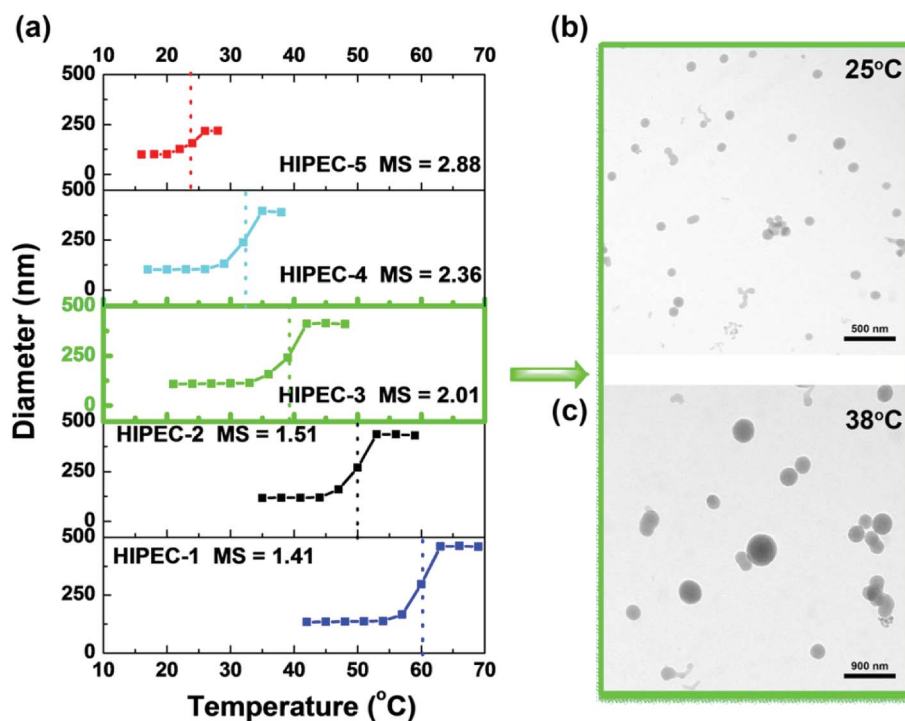 (a)
10 20 30 40 50 60 70
500
250
0
HIPEC-5 MS = 2.88
500
250
0
HIPEC-4 MS = 2.36
500
250
0
HIPEC-3 MS = 2.01
500
250
0
HIPEC-2 MS = 1.51
500
250
0
HIPEC-1 MS = 1.41
10 20 30 40 50 60 70
Diameter (nm)
Temperature (°C)
(b)
25°C
500 nm
(c)
38°C
900 nm